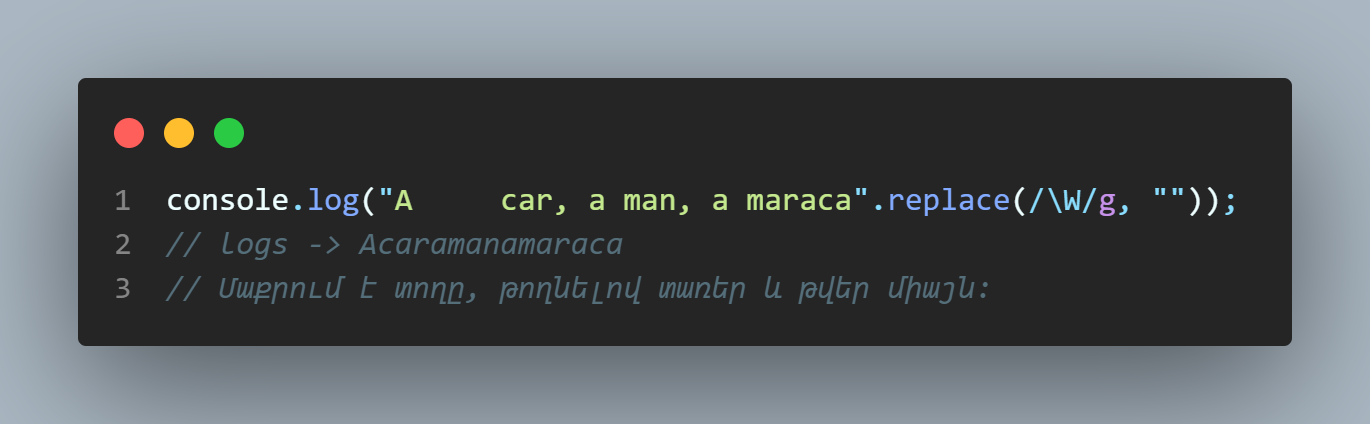 1 console.log("A     car, a man, a maraca".replace(/\W/g, ""));
2 // logs -> Acaramanamaraca
3 // Մաքրում է տողը, թողնելով տառեր և թվեր միայն: